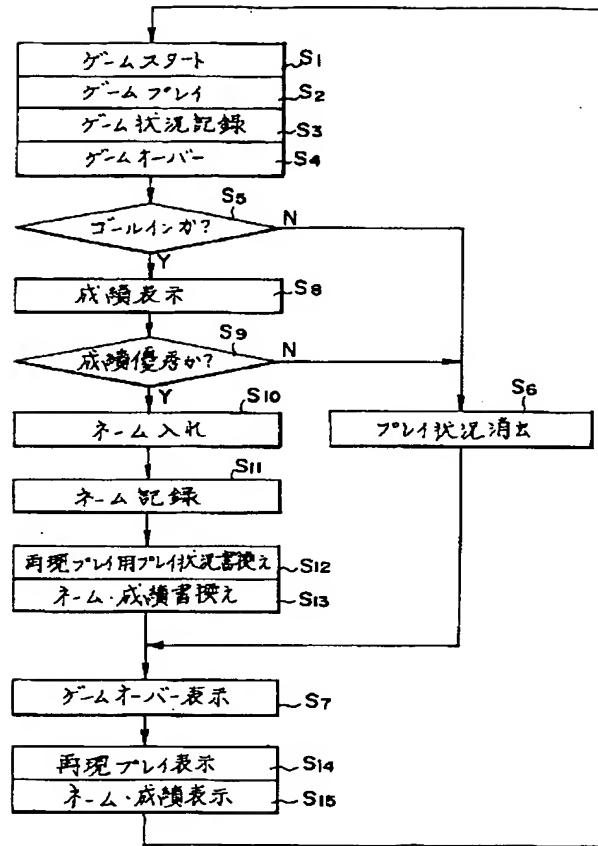 ゲームスタート S1
ゲームプレイ S2
ゲーム状況記録 S3
ゲームオーバー S4
ゴールインか? S5 N
Y
成績表示 S8
成績優秀か? S9 N
Y
ネーム入れ S10
プレイ状況消去 S6
ネーム記録 S11
再現プレイ用プレイ状況書換え S12
ネーム・成績書換え S13
ゲームオーバー表示 S7
再現プレイ表示 S14
ネーム・成績表示 S15